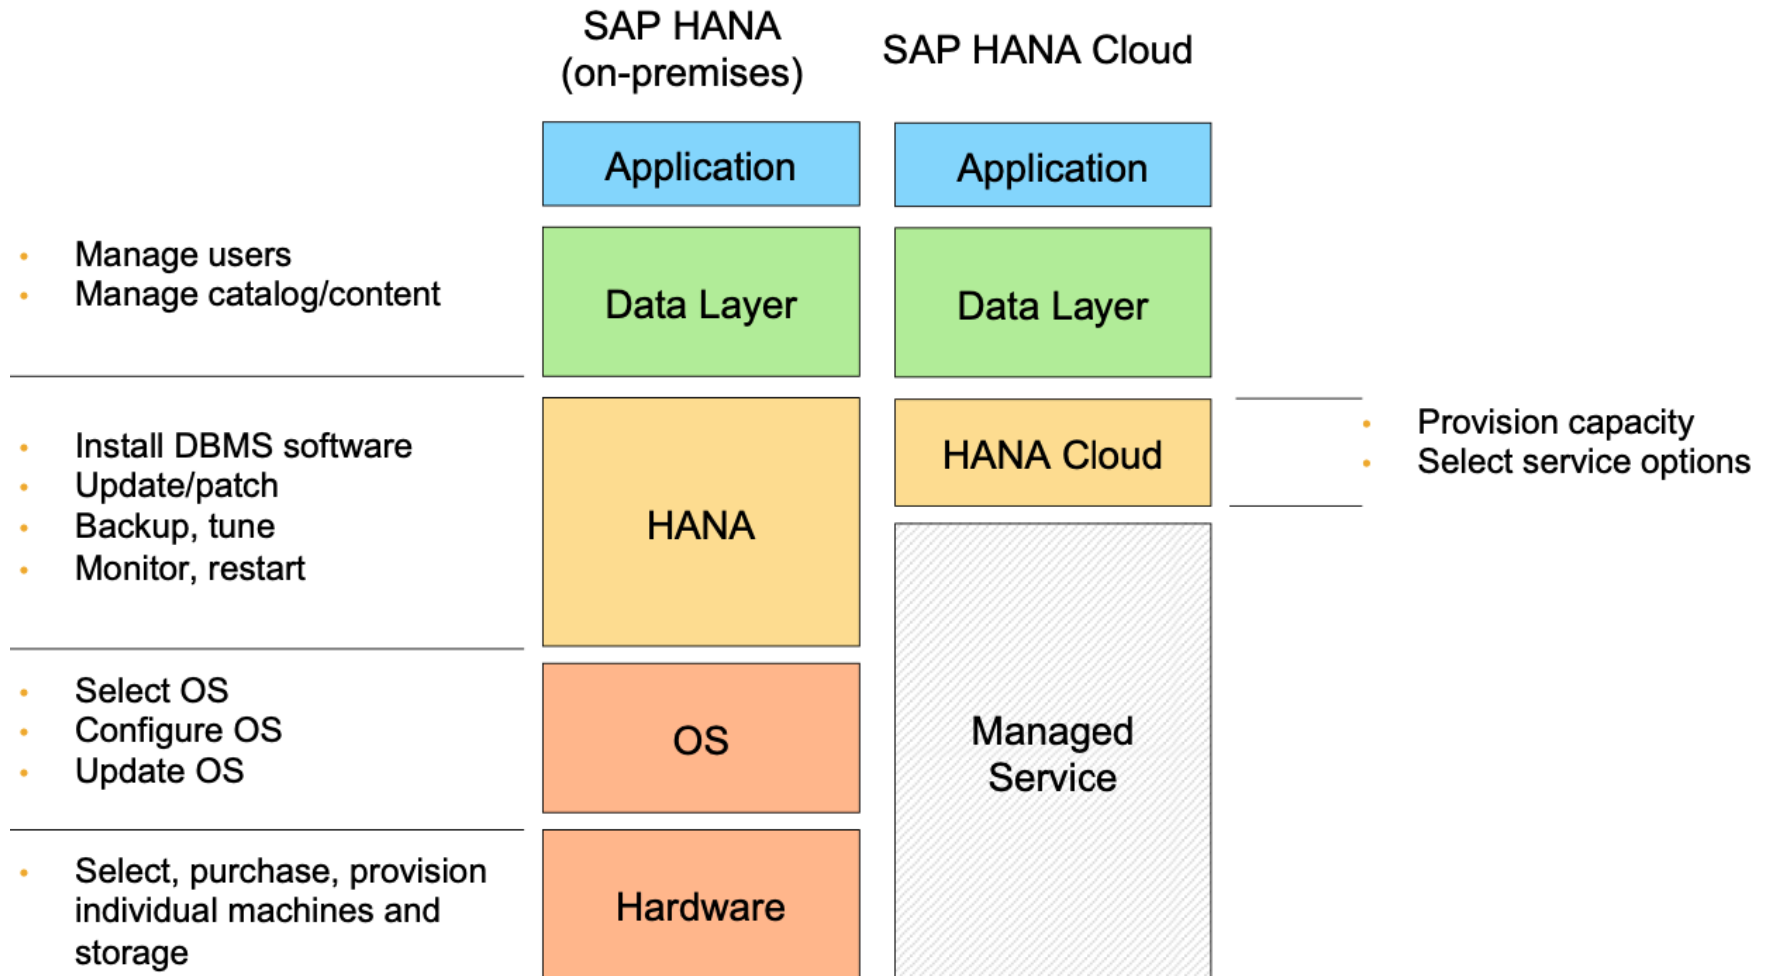 SAP HANA
(on-premises)
SAP HANA Cloud
Application
Application
• Manage users
• Manage catalog/content
Data Layer
Data Layer
• Install DBMS software
• Update/patch
• Backup, tune
• Monitor, restart
HANA
HANA Cloud
• Provision capacity
• Select service options
• Select OS
• Configure OS
• Update OS
OS
Managed
Service
• Select, purchase, provision
individual machines and
storage
Hardware